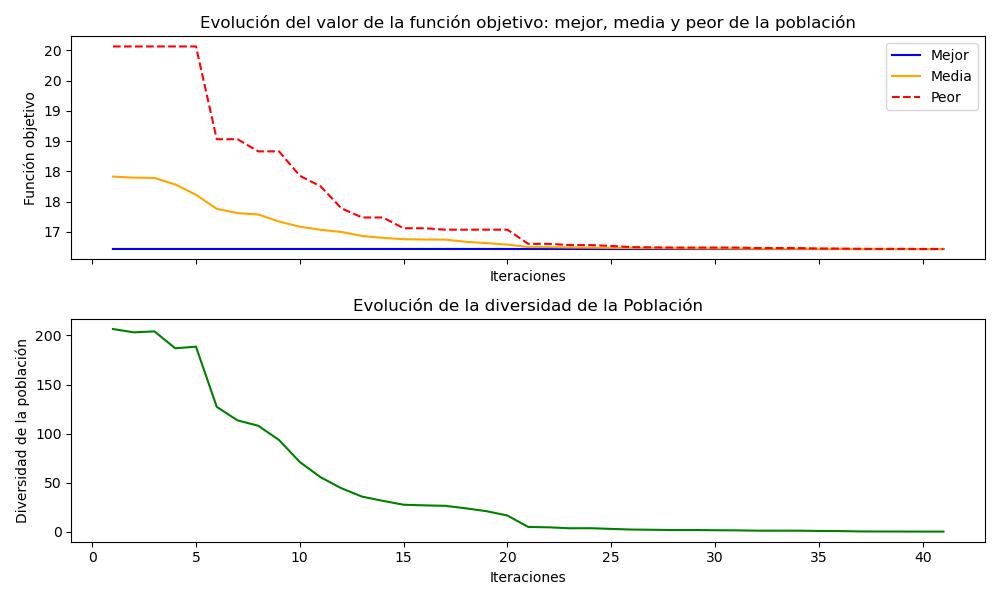 Evolución del valor de la función objetivo: mejor, media y peor de la población
Función objetivo
20
20
19
19
18
18
17
Mejor
Media
Peor
Iteraciones
Evolución de la diversidad de la Población
Diversidad de la población
200
150
100
50
0
0 5 10 15 20 25 30 35 40
Iteraciones